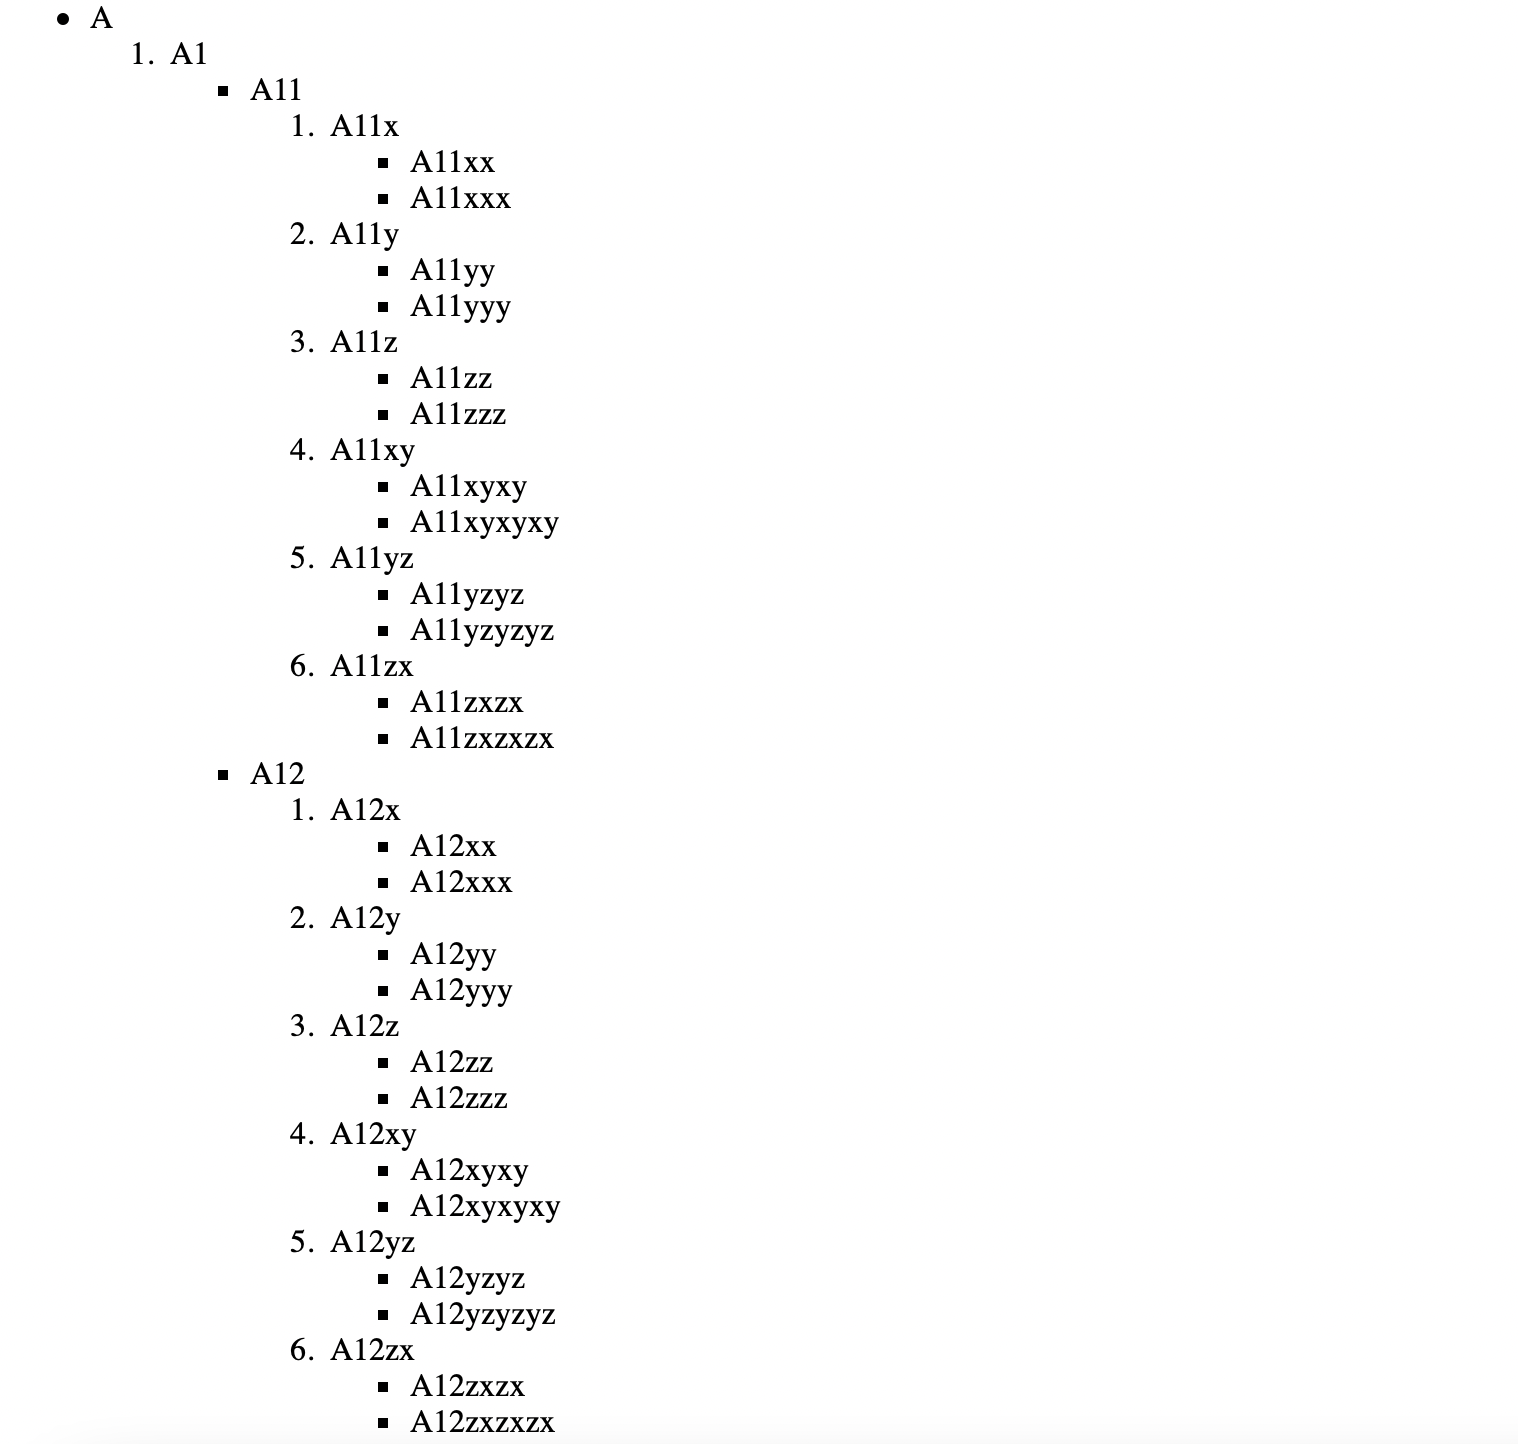 • A
1. A1
▪ A11
1. A11x
▪ A11xx
▪ A11xxx
2. A11y
▪ A11yy
▪ A11yyy
3. A11z
▪ A11zz
▪ A11zzz
4. A11xy
▪ A11xyxy
▪ A11xyxyxy
5. A11yz
▪ A11yzyz
▪ A11yzyzyz
6. A11zx
▪ A11zxzx
▪ A11zxzxzx
▪ A12
1. A12x
▪ A12xx
▪ A12xxx
2. A12y
▪ A12yy
▪ A12yyy
3. A12z
▪ A12zz
▪ A12zzz
4. A12xy
▪ A12xyxy
▪ A12xyxyxy
5. A12yz
▪ A12yzyz
▪ A12yzyzyz
6. A12zx
▪ A12zxzx
▪ A12zxzxzx